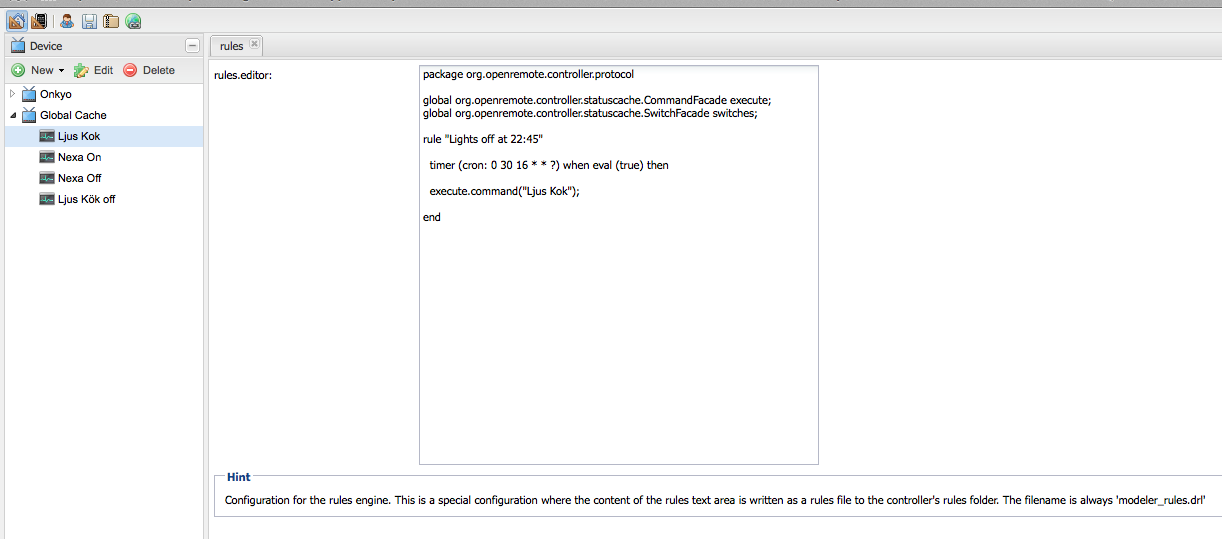 Device
rules
New
Edit
Delete
rules.editor:
Onkyo
Global Cache
Ljus Kok
Nexa On
Nexa Off
Ljus Kök off
package org.openremote.controller.protocol
global org.openremote.controller.statuscache.CommandFacade execute;
global org.openremote.controller.statuscache.SwitchFacade switches;
rule "Lights off at 22:45"
timer (cron: 0 30 16 * * ?) when eval (true) then
execute.command("Ljus Kok");
end
Hint
Configuration for the rules engine. This is a special configuration where the content of the rules text area is written as a rules file to the controller's rules folder. The filename is always 'modeler_rules.drl'